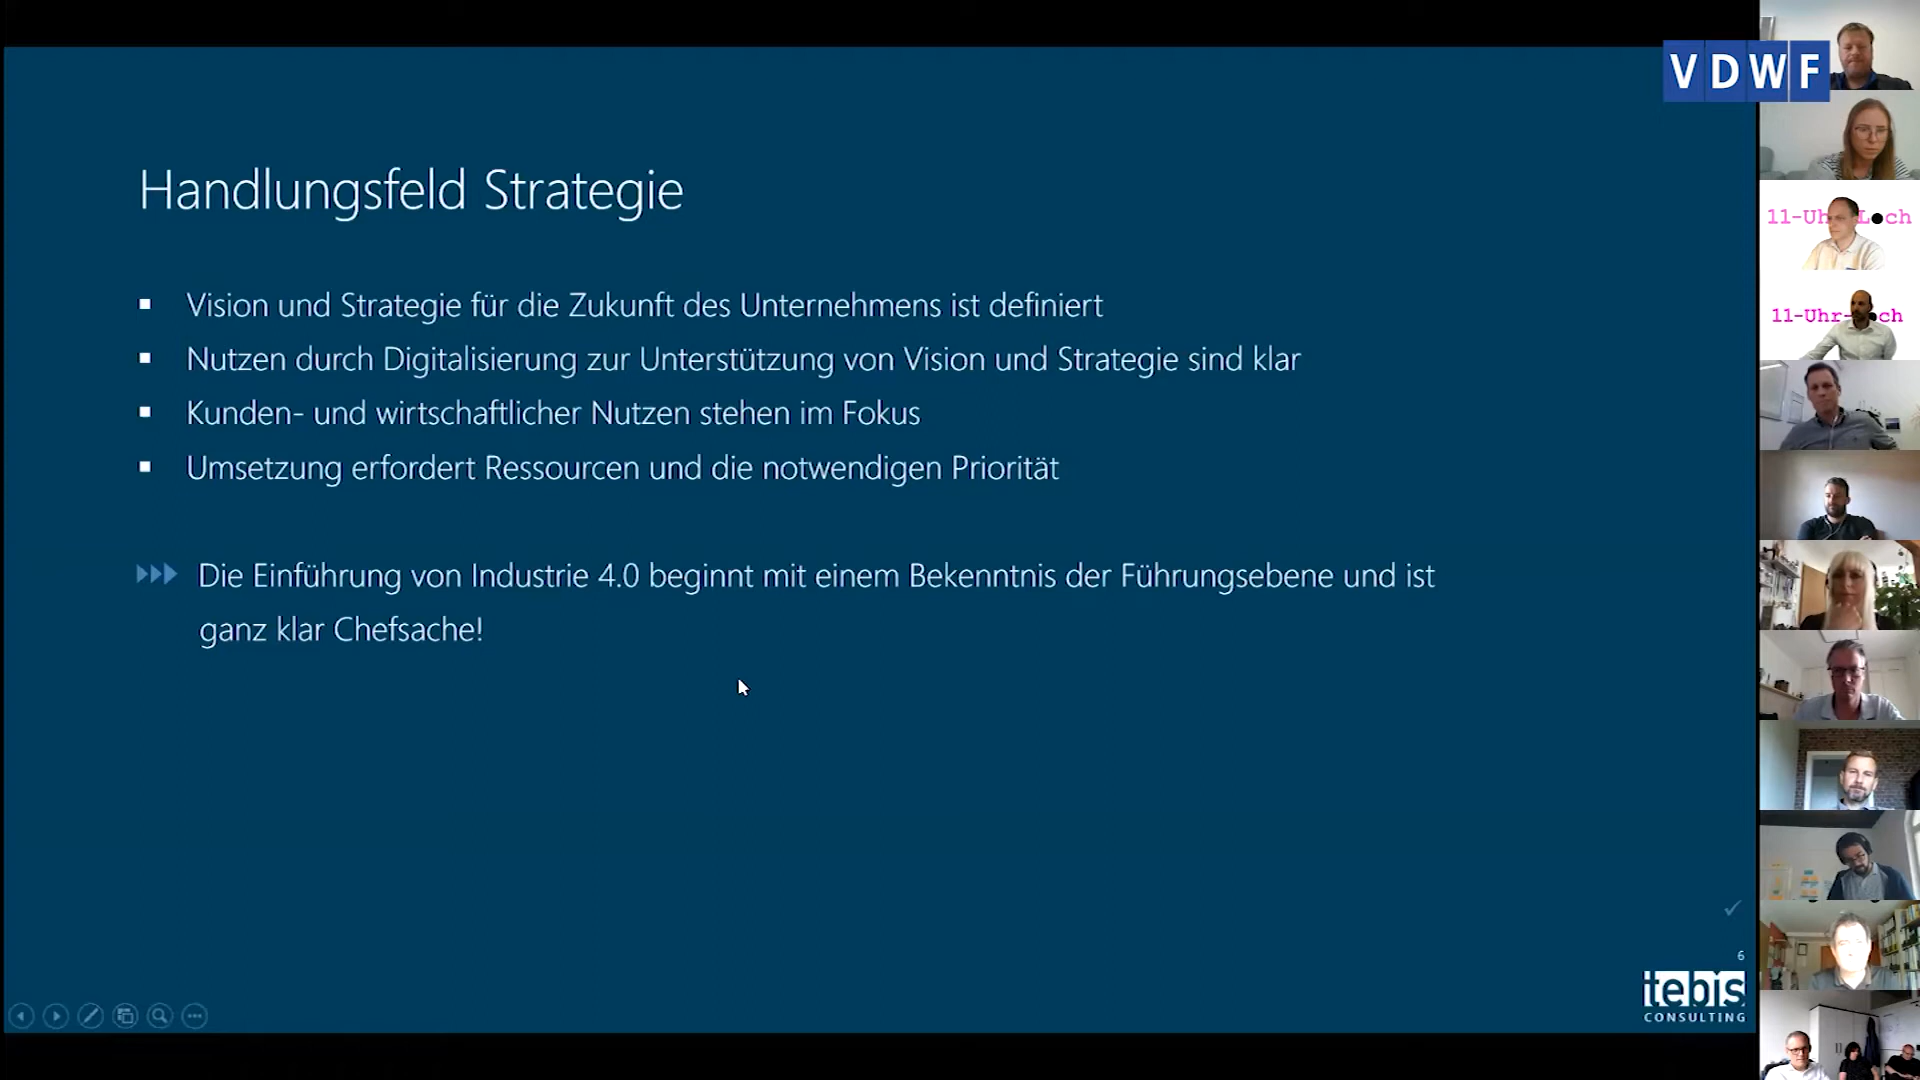 VDWF
Handlungsfeld Strategie
Vision und Strategie für die Zukunft des Unternehmens ist definiert
Nutzen durch Digitalisierung zur Unterstützung von Vision und Strategie sind klar
Kunden- und wirtschaftlicher Nutzen stehen im Fokus
Umsetzung erfordert Ressourcen und die notwendigen Priorität
Die Einführung von Industrie 4.0 beginnt mit einem Bekenntnis der Führungsebene und ist
ganz klar Chefsache!
6
tebis
CONSULTING